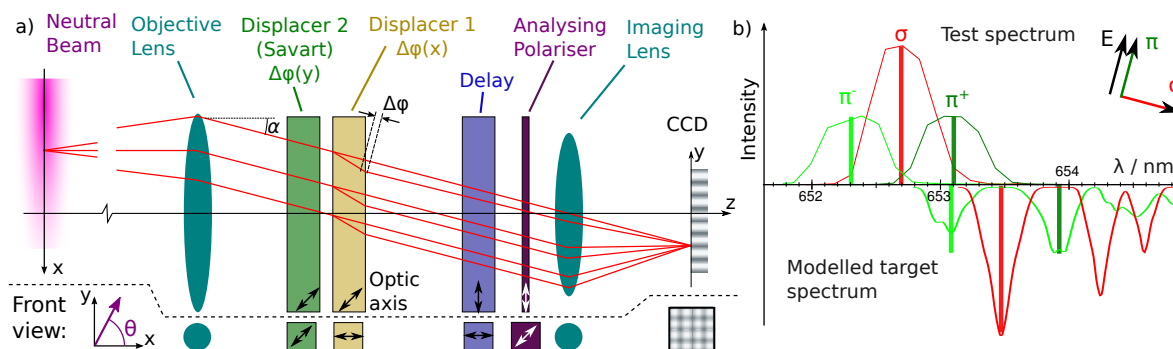 a)
Neutral
Beam
Objective
Lens
Displacer 2
(Savart)
Δφ(y)
Displacer 1
Δφ(x)
Analysing
Polariser
Imaging
Lens
Delay
Δφ
α
CCD
y
z
x
Optic
axis
Front
view:
y
θ
x
b)
Test spectrum
E
π
σ
σ
π⁻
π⁺
Intensity
λ / nm
652
653
654
Modelled target
spectrum